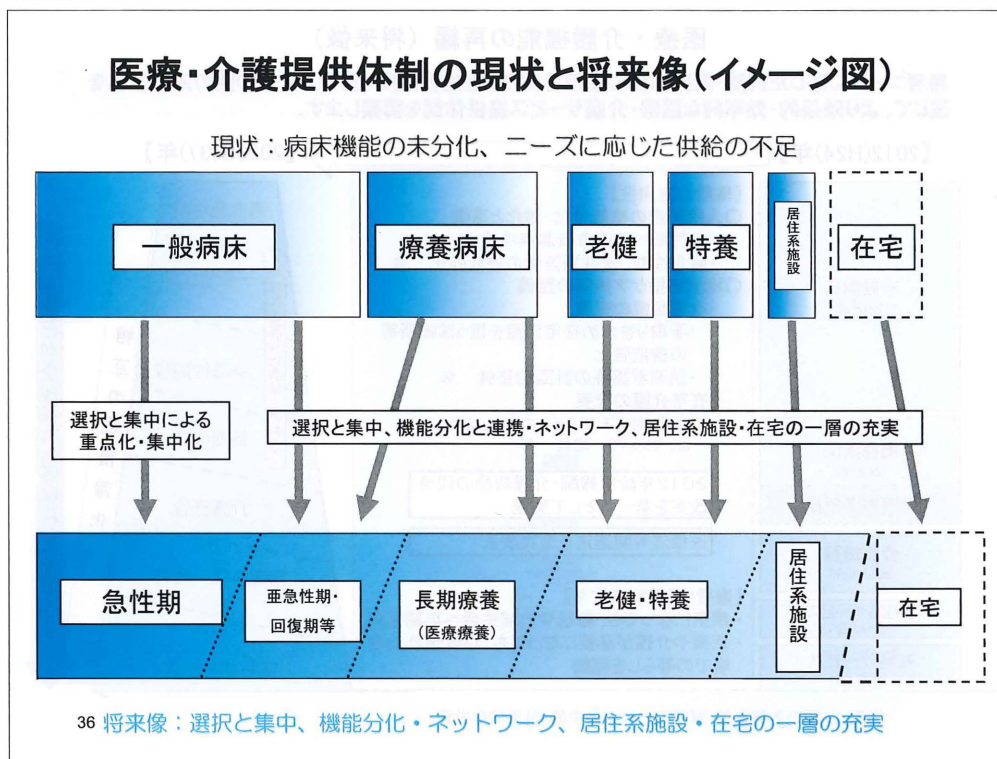 医療・介護提供体制の現状と将来像(イメージ図)
現状：病床機能の未分化、ニーズに応じた供給の不足
一般病床
療養病床
老健
特養
居住系施設
在宅
選択と集中による
重点化・集中化
選択と集中、機能分化と連携・ネットワーク、居住系施設・在宅の一層の充実
急性期
亜急性期・
回復期等
長期療養
(医療療養)
老健・特養
居住系施設
在宅
36 将来像：選択と集中、機能分化・ネットワーク、居住系施設・在宅の一層の充実